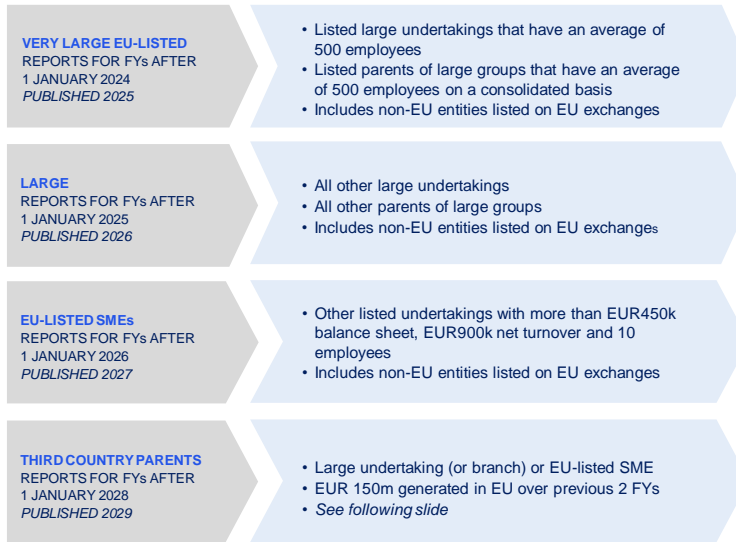 VERY LARGE EU-LISTED
REPORTS FOR FYs AFTER
1 JANUARY 2024
PUBLISHED 2025
• Listed large undertakings that have an average of
500 employees
• Listed parents of large groups that have an average
of 500 employees on a consolidated basis
• Includes non-EU entities listed on EU exchanges
LARGE
REPORTS FOR FYs AFTER
1 JANUARY 2025
PUBLISHED 2026
• All other large undertakings
• All other parents of large groups
• Includes non-EU entities listed on EU exchanges
EU-LISTED SMEs
REPORTS FOR FYs AFTER
1 JANUARY 2026
PUBLISHED 2027
• Other listed undertakings with more than EUR450k
balance sheet, EUR900k net turnover and 10
employees
• Includes non-EU entities listed on EU exchanges
THIRD COUNTRY PARENTS
REPORTS FOR FYs AFTER
1 JANUARY 2028
PUBLISHED 2029
• Large undertaking (or branch) or EU-listed SME
• EUR 150m generated in EU over previous 2 FYs
• See following slide